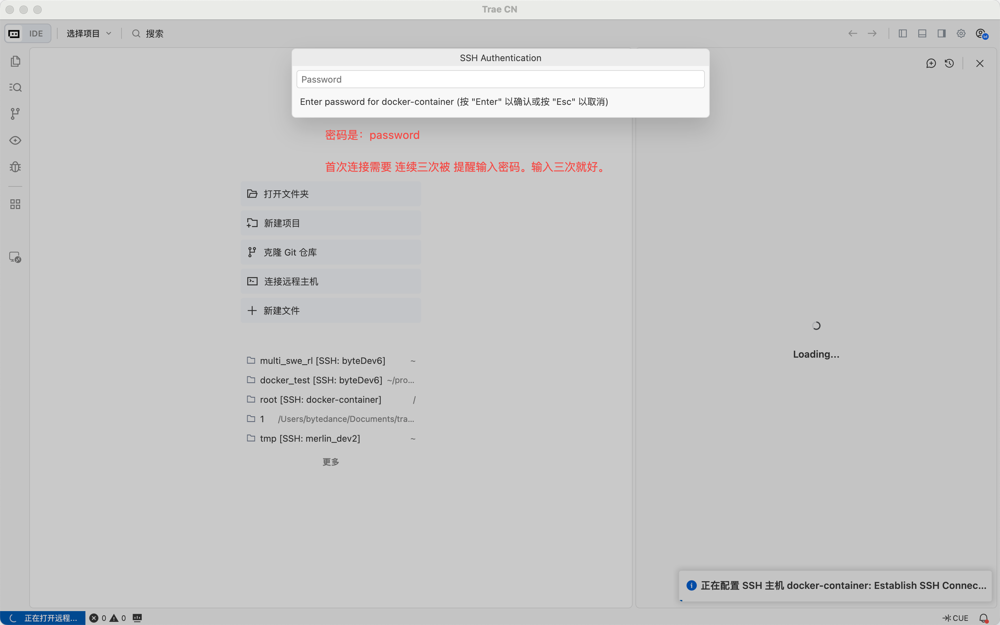 Trae CN
IDE
选择项目
搜索
SSH Authentication
Password
Enter password for docker-container (按 "Enter" 以确认或按 "Esc" 以取消)
密码是：password
首次连接需要 连续三次被 提醒输入密码。输入三次就好。
打开文件夹
新建项目
克隆 Git 仓库
连接远程主机
新建文件
multi_swe_rl [SSH: byteDev6] ~
docker_test [SSH: byteDev6] ~/pro...
root [SSH: docker-container] /
1 /Users/bytedance/Documents/tra...
tmp [SSH: merlin_dev2] ~
更多
Loading...
正在配置 SSH 主机 docker-container: Establish SSH Connec...
正在打开远程... 0 0
CUE